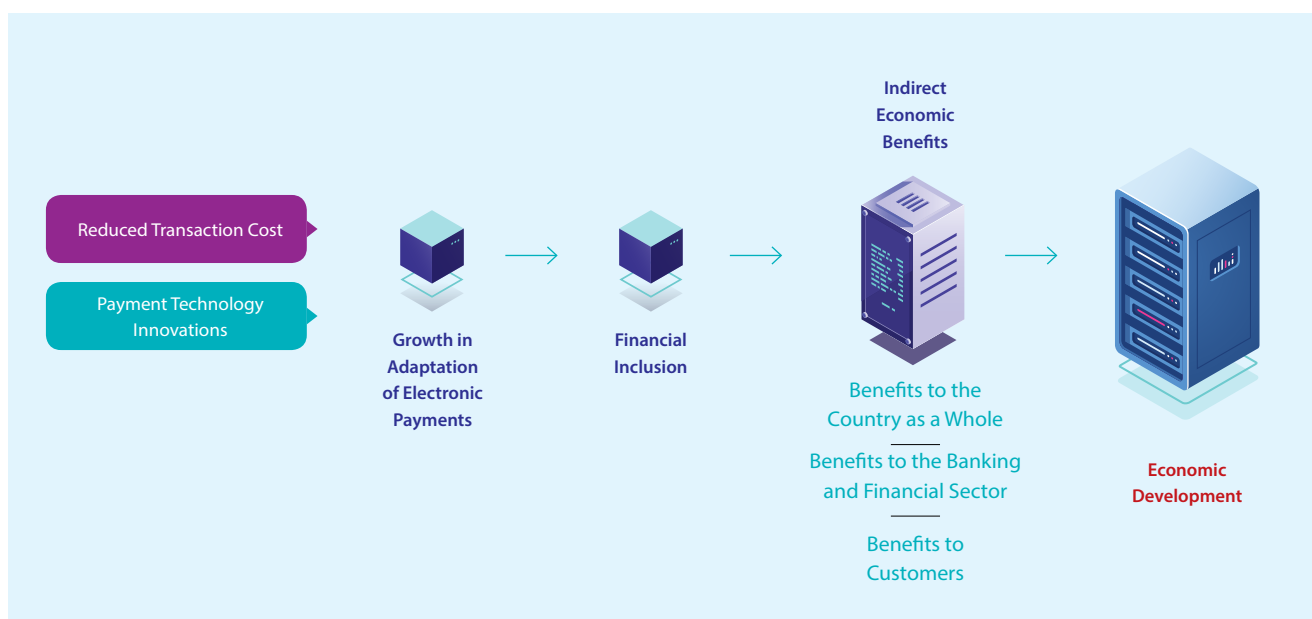 Reduced Transaction Cost
Payment Technology
Innovations
Growth in
Adaptation
of Electronic
Payments
Financial
Inclusion
Indirect
Economic
Benefits
Benefits to the
Country as a Whole
Benefits to the Banking
and Financial Sector
Benefits to
Customers
Economic
Development